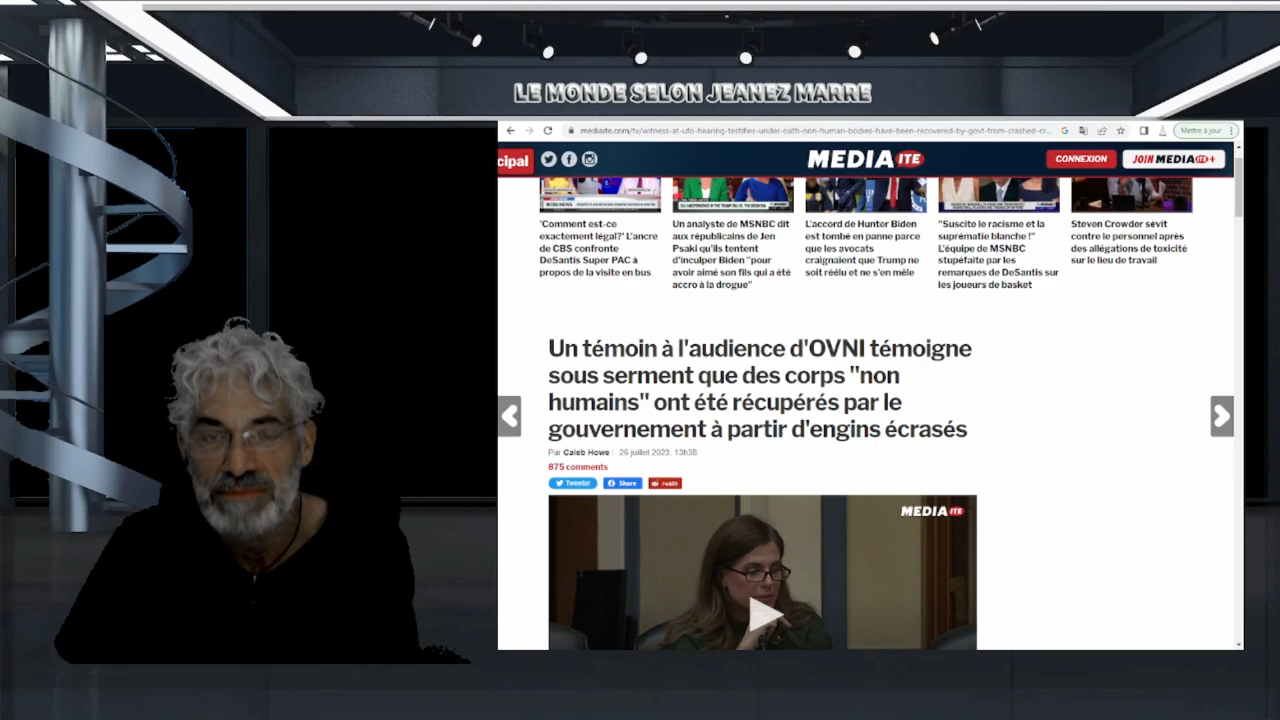 LE MONDE SELON JEANEZ MARRE
mediaite.com/tv/witness-at-ufo-hearing-testifies-under-oath-non-human-bodies-have-been-recovered-by-govt-from-crashed-cr...
Mettre à jour
cipal
MEDIA ITE
CONNEXION
JOIN MEDIA ITE +
'Comment est-ce
exactement légal?' L'ancre
de CBS confronte
DeSantis Super PAC à
propos de la visite en bus
Un analyste de MSNBC dit
aux républicains de Jen
Psaki qu'ils tentent
d'inculper Biden "pour
avoir aimé son fils qui a été
accro à la drogue"
L'accord de Hunter Biden
est tombé en panne parce
que les avocats
craignaient que Trump ne
soit réélu et ne s'en mêle
"Suscite le racisme et la
suprématie blanche !"
L'équipe de MSNBC
stupéfaite par les
remarques de DeSantis sur
les joueurs de basket
Steven Crowder sévit
contre le personnel après
des allégations de toxicité
sur le lieu de travail
Un témoin à l'audience d'OVNI témoigne
sous serment que des corps "non
humains" ont été récupérés par le
gouvernement à partir d'engins écrasés
Par Caleb Howe 26 juillet 2023, 13h38
875 comments
Tweeter
Share
reddit
MEDIA ITE